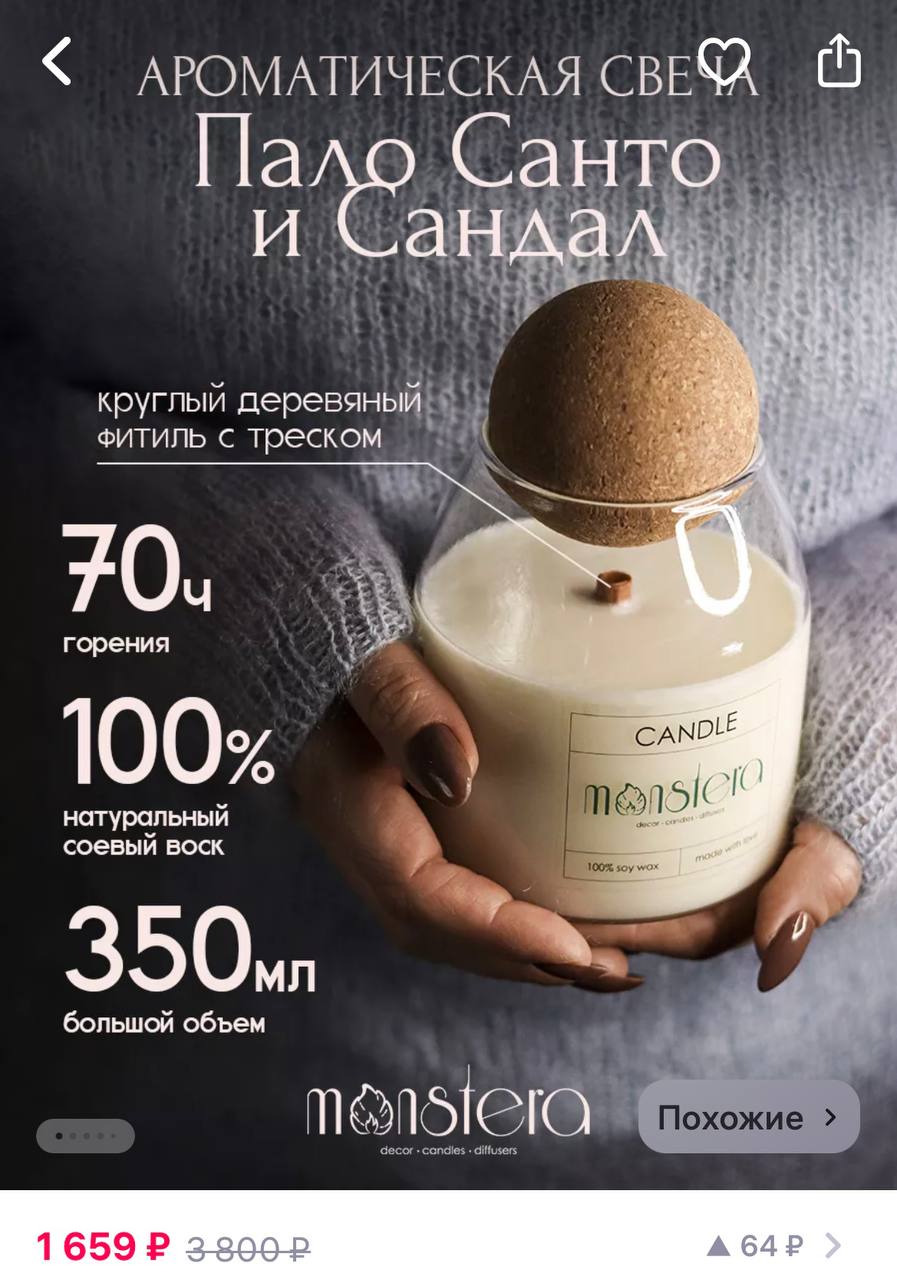 АРОМАТИЧЕСКАЯ СВЕЧА
Пало Санто
и Сандал
круглый деревяный
фитиль с треском
70ч
горения
100%
натуральный
соевый воск
350мл
большой объем
CANDLE
monstera
decor · candles · diffusers
100% soy wax
made with love
monstera
decor · candles · diffusers
Похожие
1 659 ₽ 3 800 ₽
▲ 64 ₽